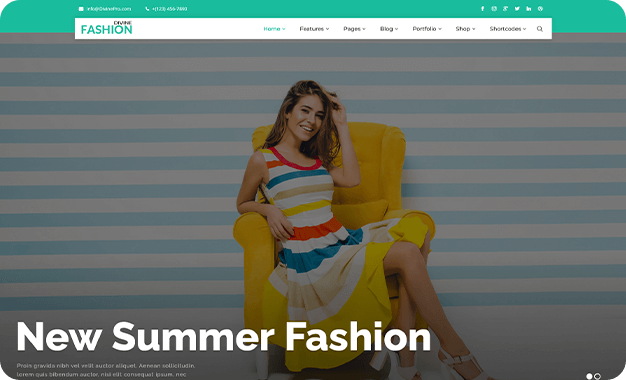 info@DivinePro.com +(123) 456-7890
DIVINE
FASHION
Home Features Pages Blog Portfolio Shop Shortcodes
New Summer Fashion
Proin gravida nibh vel velit auctor aliquet. Aenean sollicitudin,
lorem quis bibendum auctor, nisi elit consequat ipsum, nec